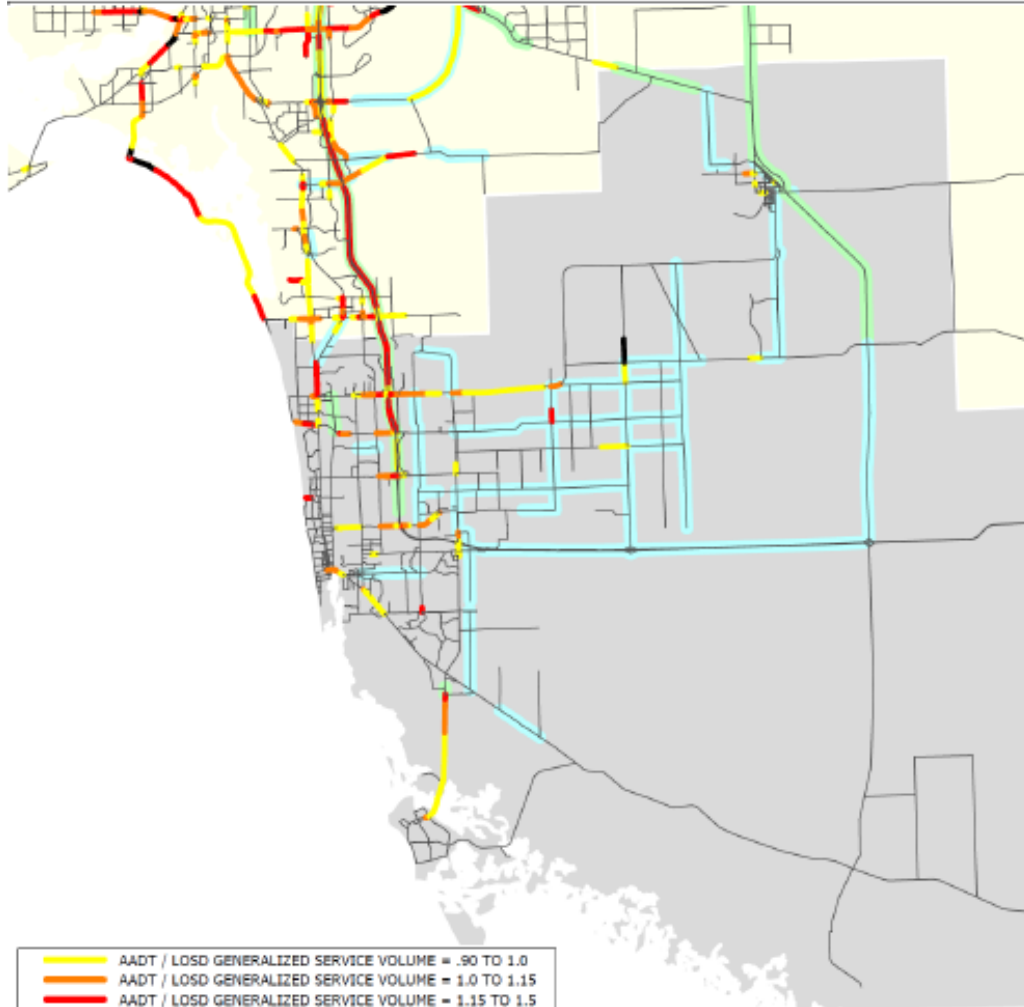 AADT / LOSD GENERALIZED SERVICE VOLUME = .90 TO 1.0
AADT / LOSD GENERALIZED SERVICE VOLUME = 1.0 TO 1.15
AADT / LOSD GENERALIZED SERVICE VOLUME = 1.15 TO 1.5